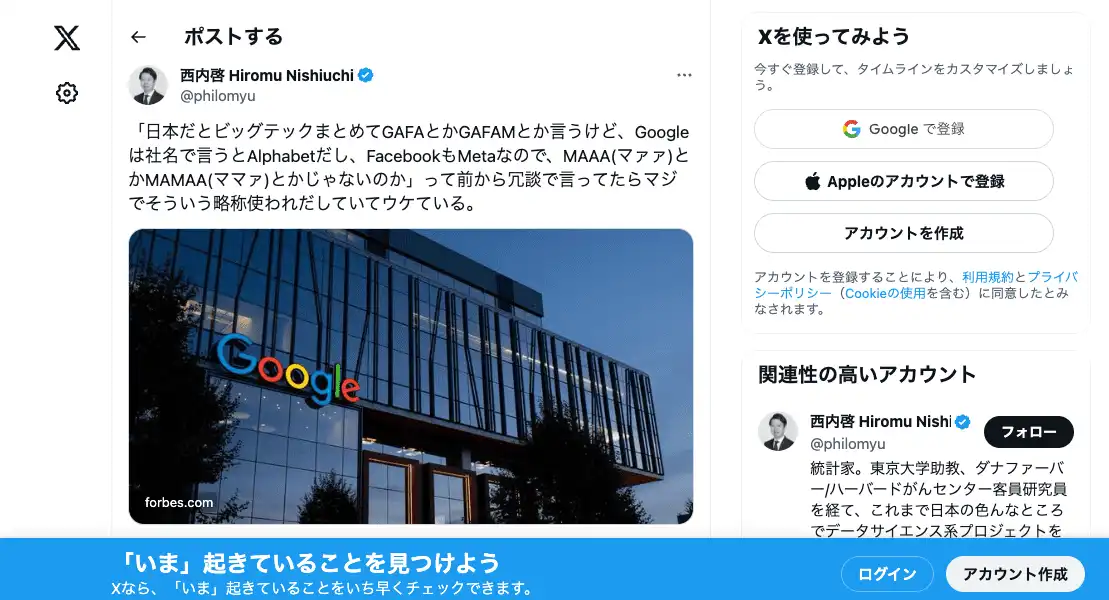 ポストする
西内啓 Hiromu Nishiuchi
@philomyu
「日本だとビッグテックまとめてGAFAとかGAFAMとか言うけど、Google
は社名で言うとAlphabetだし、FacebookもMetaなので、MAAA(マァァ)と
かMAMAA(ママァ)とかじゃないのか」って前から冗談で言ってたらマジ
でそういう略称使われだしていてウケている。
Google
forbes.com
Xを使ってみよう
今すぐ登録して、タイムラインをカスタマイズしましょ
う。
Google で登録
Appleのアカウントで登録
アカウントを作成
アカウントを登録することにより、利用規約とプライバ
シーポリシー（Cookieの使用を含む）に同意したとみ
なされます。
関連性の高いアカウント
西内啓 Hiromu Nishi
@philomyu
フォロー
統計家。東京大学助教、ダナファーバ
ー/ハーバードがんセンター客員研究員
を経て、これまで日本の色んなところ
でデータサイエンス系プロジェクトを
「いま」起きていることを見つけよう
Xなら、「いま」起きていることをいち早くチェックできます。
ログイン
アカウント作成